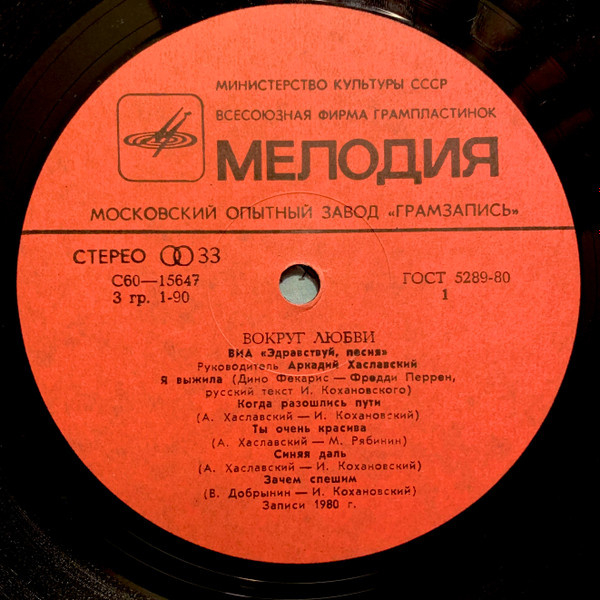 МИНИСТЕРСТВО КУЛЬТУРЫ СССР
ВСЕСОЮЗНАЯ ФИРМА ГРАМПЛАСТИНОК
МЕЛОДИЯ
МОСКОВСКИЙ ОПЫТНЫЙ ЗАВОД «ГРАМЗАПИСЬ»
СТЕРЕО 33
С60—15647
3 гр. 1-90
ГОСТ 5289-80
1
ВОКРУГ ЛЮБВИ
ВИА «Здравствуй, песня»
Руководитель Аркадий Хаславский
Я выжила (Дино Фекарис — Фредди Перрен,
русский текст И. Кохановского)
Когда разошлись пути
(А. Хаславский — И. Кохановский)
Ты очень красива
(А. Хаславский — М. Рябинин)
Синяя даль
(А. Хаславский — И. Кохановский)
Зачем спешим
(В. Добрынин — И. Кохановский)
Записи 1980 г.